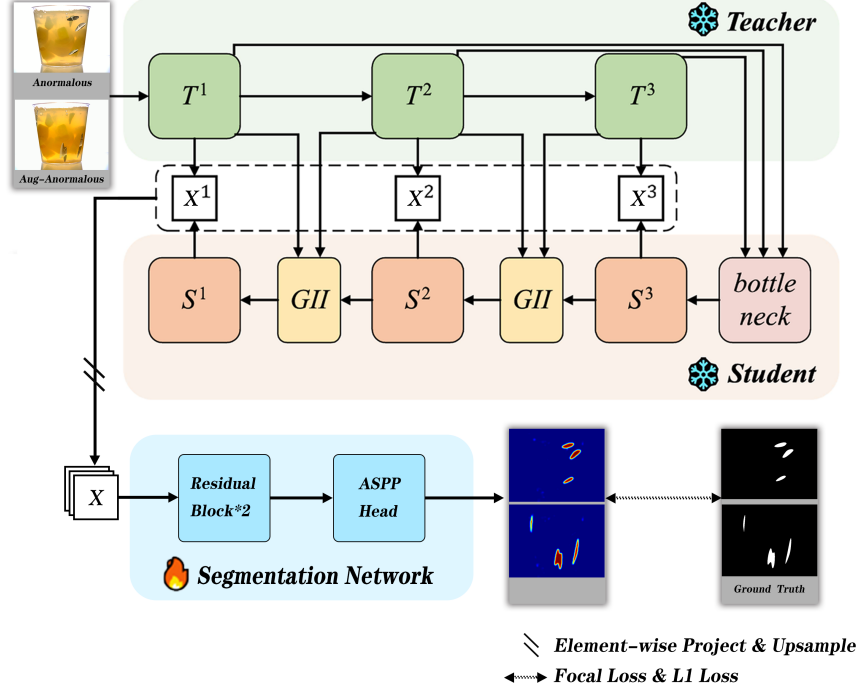 Teacher
Anormalous
Aug-Anormalous
T¹
T²
T³
X¹
X²
X³
S¹
GII
S²
GII
S³
bottle
neck
Student
X
Residual
Block*2
ASPP
Head
Segmentation Network
Ground Truth
Element-wise Project & Upsample
Focal Loss & L1 Loss